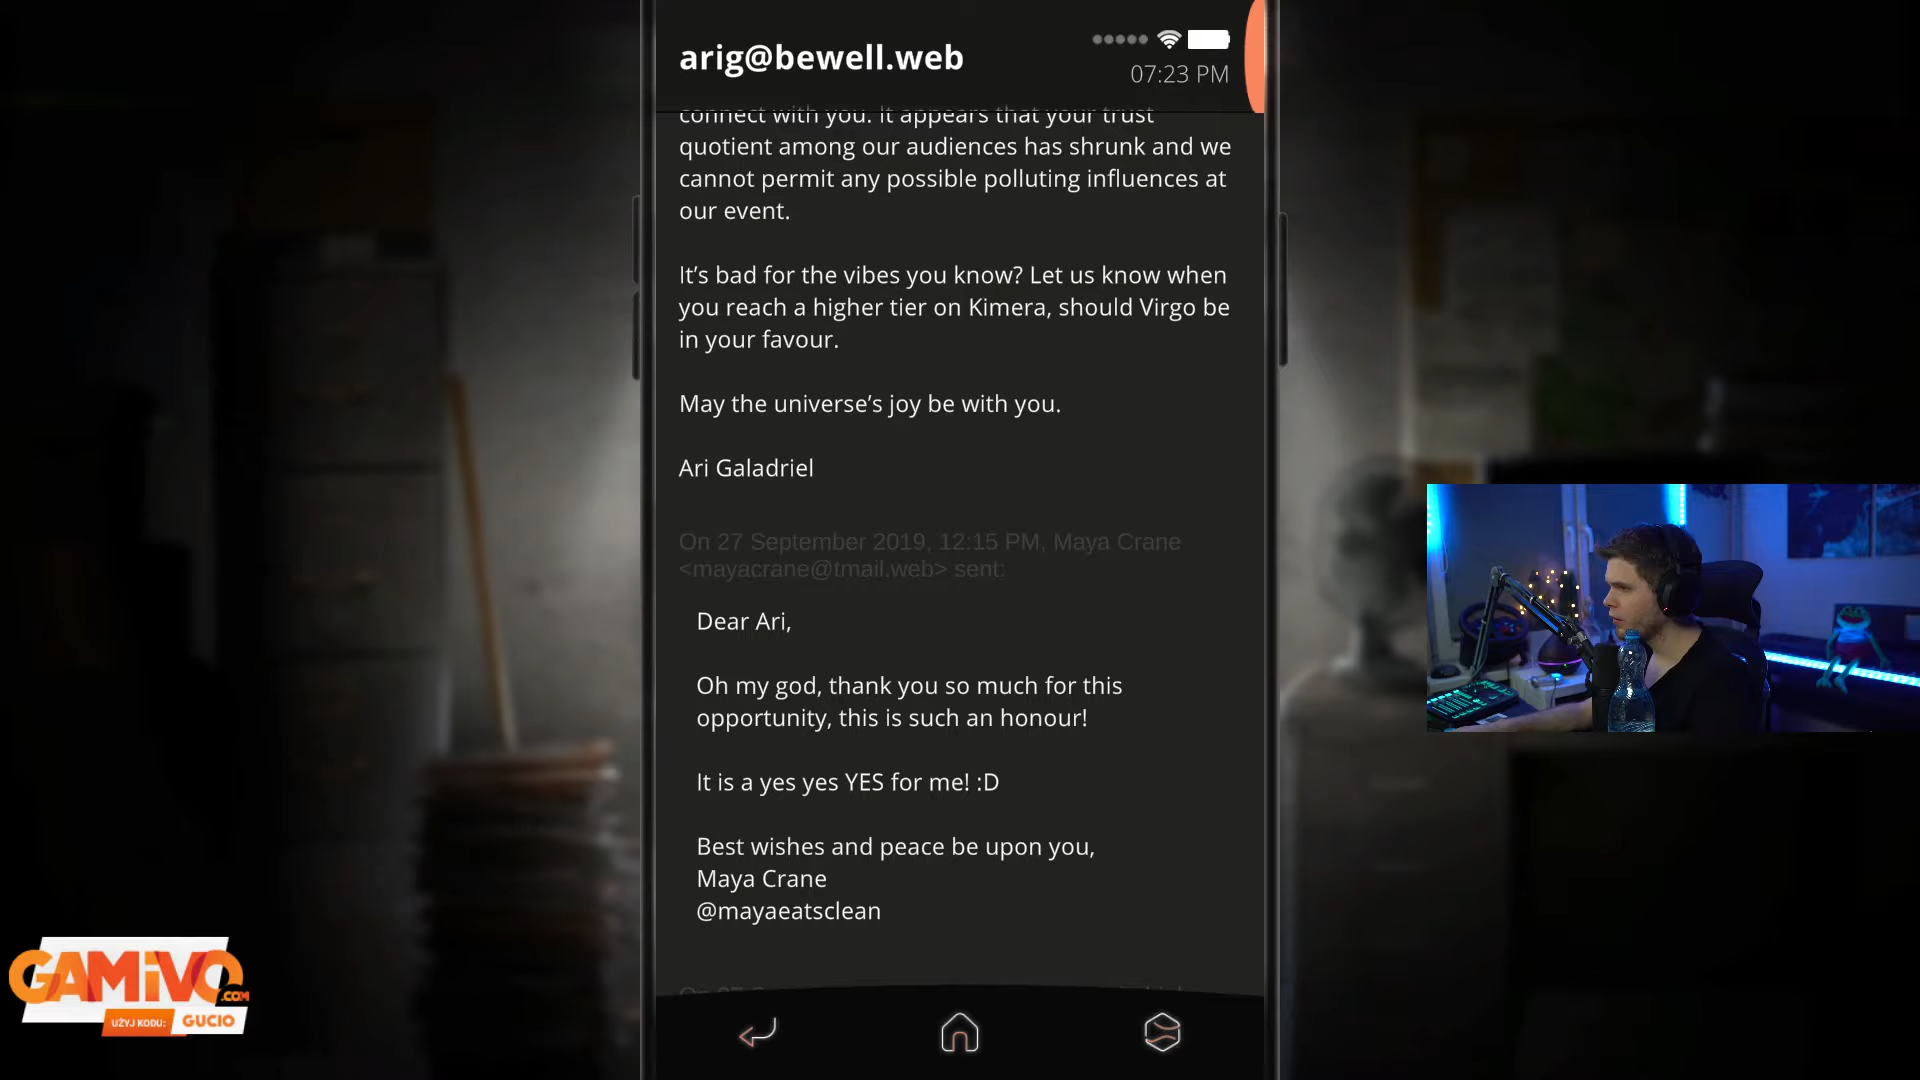 arig@bewell.web
07:23 PM
connect with you. It appears that your trust
quotient among our audiences has shrunk and we
cannot permit any possible polluting influences at
our event.
It’s bad for the vibes you know? Let us know when
you reach a higher tier on Kimera, should Virgo be
in your favour.
May the universe’s joy be with you.
Ari Galadriel
On 27 September 2019, 12:15 PM, Maya Crane
<mayacrane@tmail.web> sent:
Dear Ari,
Oh my god, thank you so much for this
opportunity, this is such an honour!
It is a yes yes YES for me! :D
Best wishes and peace be upon you,
Maya Crane
@mayaeatsclean
GAMiVO
.COM
UŻYJ KODU: GUCIO